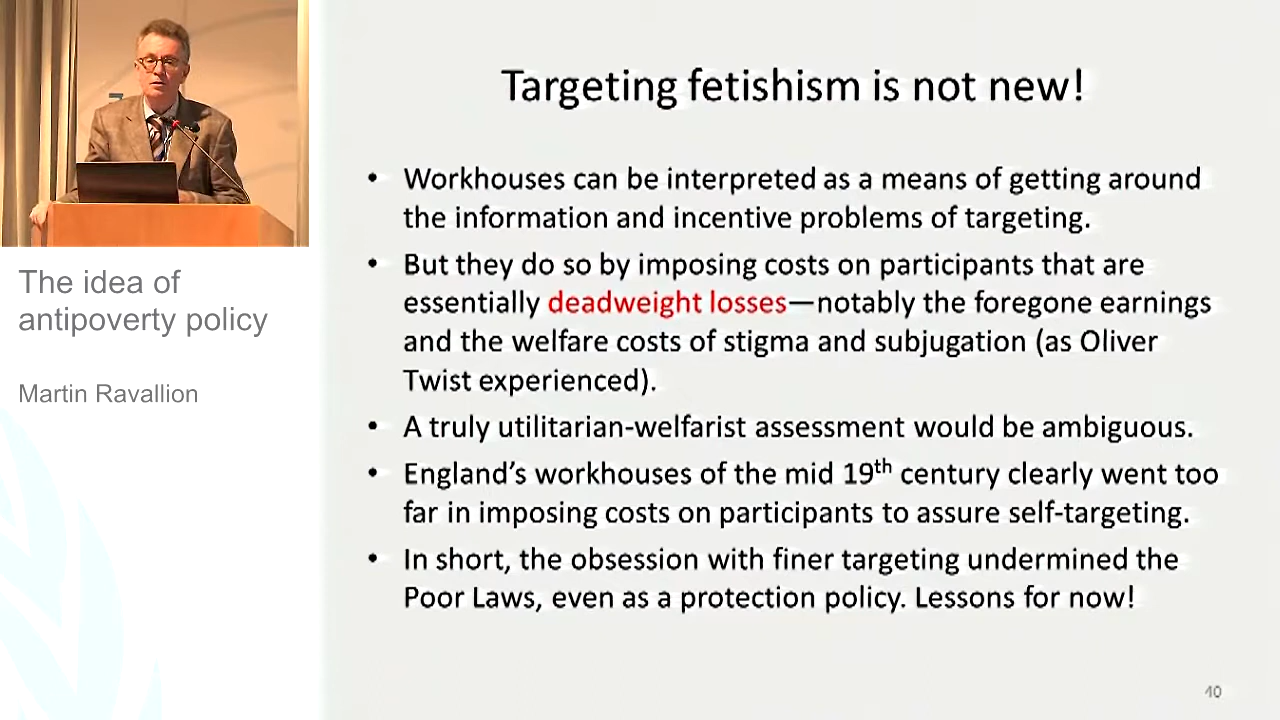 The idea of
antipoverty policy
Martin Ravallion
Targeting fetishism is not new!
• Workhouses can be interpreted as a means of getting around
the information and incentive problems of targeting.
• But they do so by imposing costs on participants that are
essentially deadweight losses—notably the foregone earnings
and the welfare costs of stigma and subjugation (as Oliver
Twist experienced).
• A truly utilitarian-welfarist assessment would be ambiguous.
• England’s workhouses of the mid 19th century clearly went too
far in imposing costs on participants to assure self-targeting.
• In short, the obsession with finer targeting undermined the
Poor Laws, even as a protection policy. Lessons for now!
40